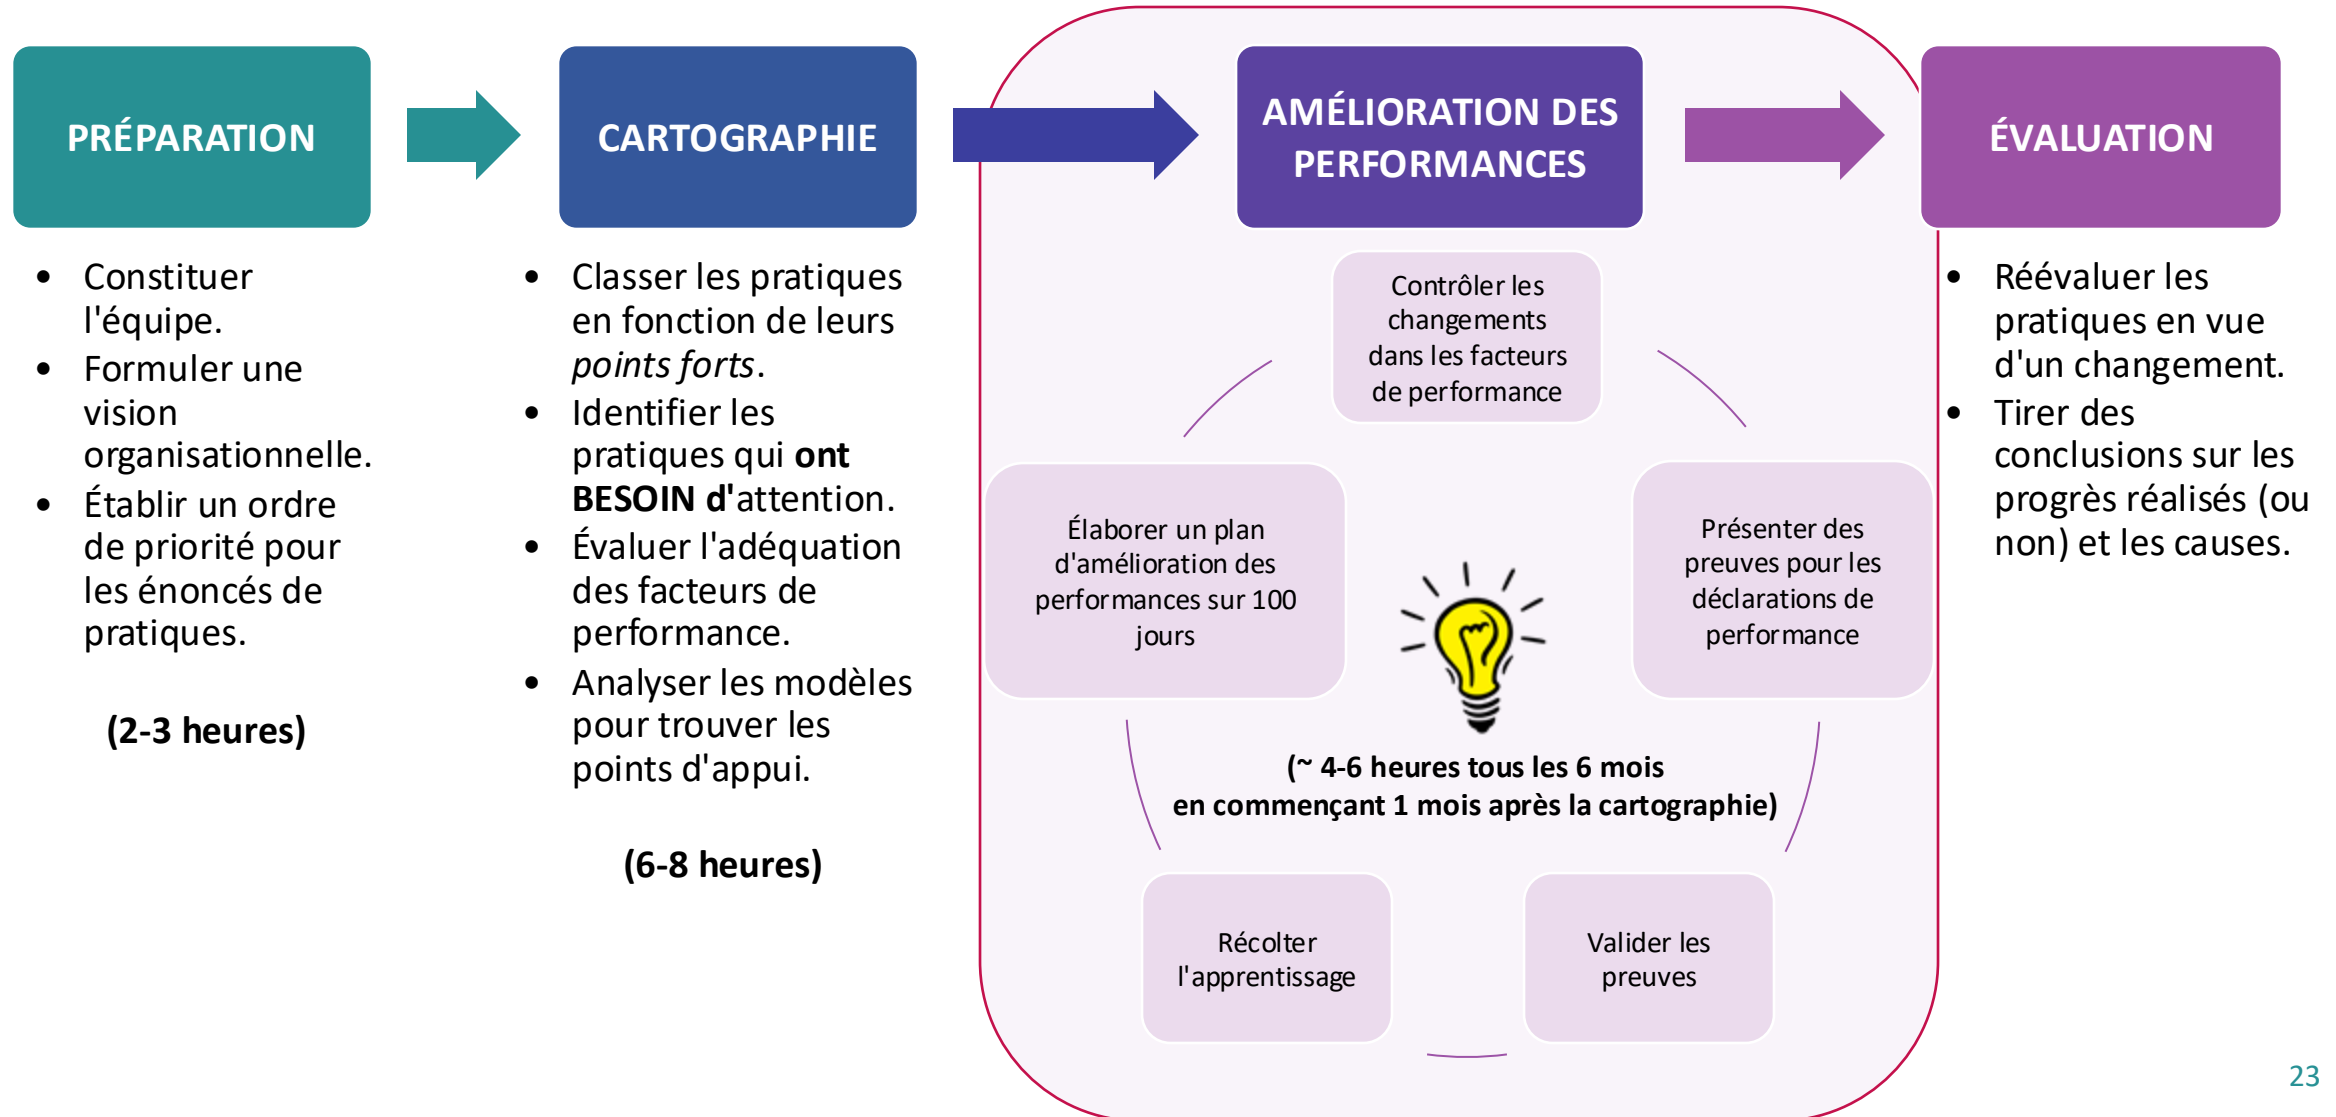 PRÉPARATION
• Constituer
l'équipe.
• Formuler une
vision
organisationnelle.
• Établir un ordre
de priorité pour
les énoncés de
pratiques.
(2-3 heures)
CARTOGRAPHIE
• Classer les pratiques
en fonction de leurs
points forts.
• Identifier les
pratiques qui ont
BESOIN d'attention.
• Évaluer l'adéquation
des facteurs de
performance.
• Analyser les modèles
pour trouver les
points d'appui.
(6-8 heures)
AMÉLIORATION DES
PERFORMANCES
Contrôler les
changements
dans les facteurs
de performance
Présenter des
preuves pour les
déclarations de
performance
Valider les
preuves
Récolter
l'apprentissage
Élaborer un plan
d'amélioration des
performances sur 100
jours
(~ 4-6 heures tous les 6 mois
en commençant 1 mois après la cartographie)
ÉVALUATION
• Réévaluer les
pratiques en vue
d'un changement.
• Tirer des
conclusions sur les
progrès réalisés (ou
non) et les causes.
23